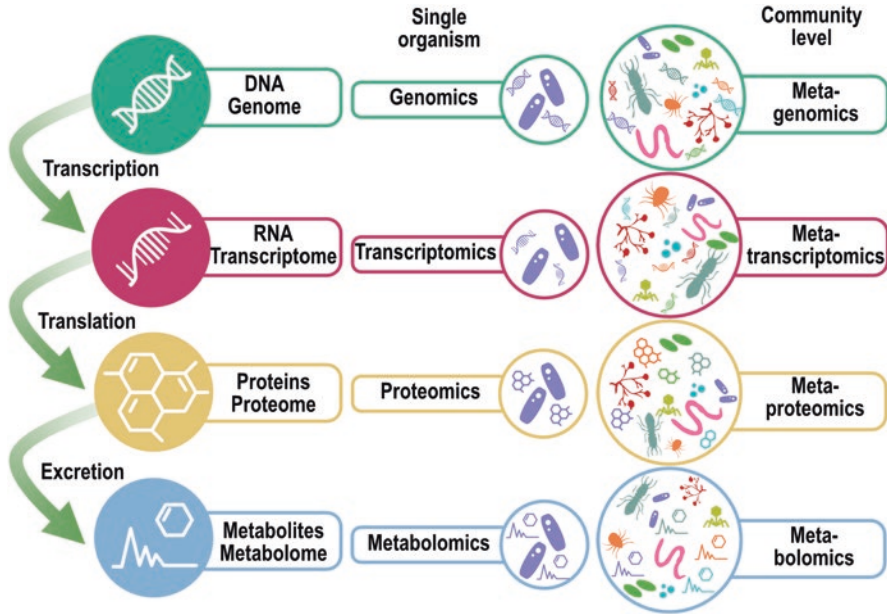 Single
organism
Community
level
DNA
Genome
Genomics
Meta-
genomics
Transcription
RNA
Transcriptome
Transcriptomics
Meta-
transcriptomics
Translation
Proteins
Proteome
Proteomics
Meta-
proteomics
Excretion
Metabolites
Metabolome
Metabolomics
Meta-
bolomics